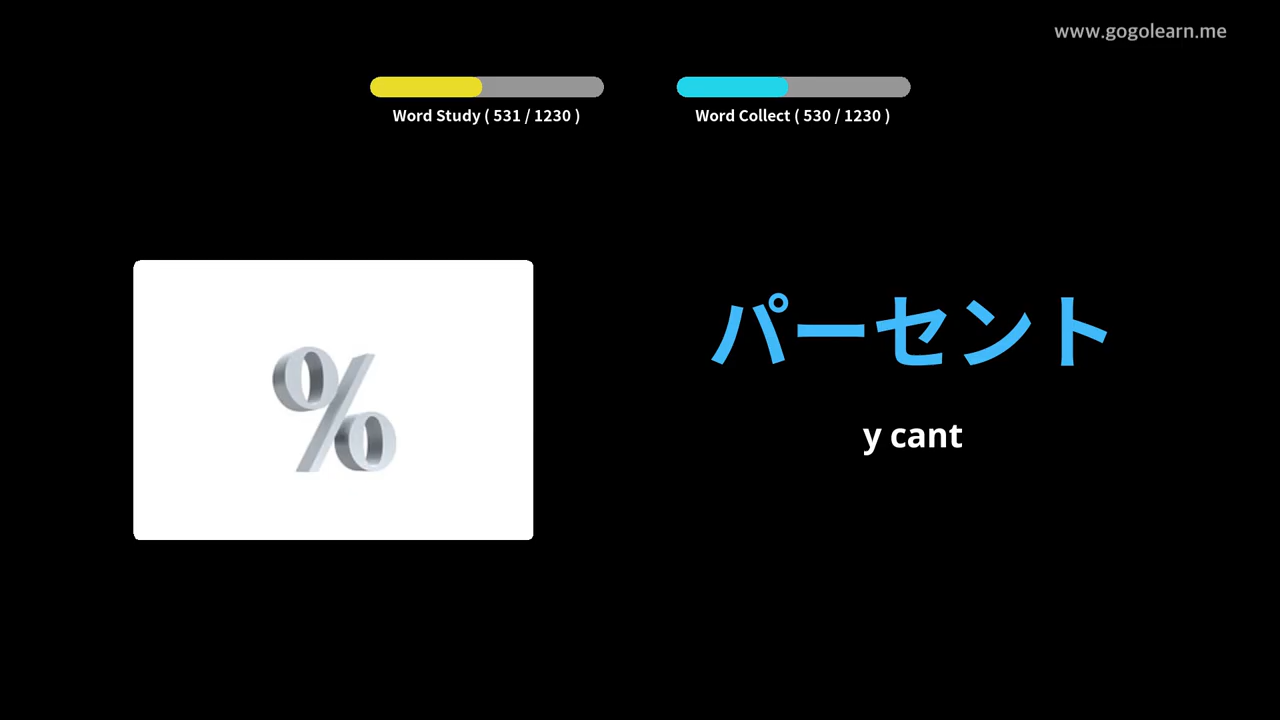 www.gogolearn.me
Word Study ( 531 / 1230 )
Word Collect ( 530 / 1230 )
%
パーセント
y cant